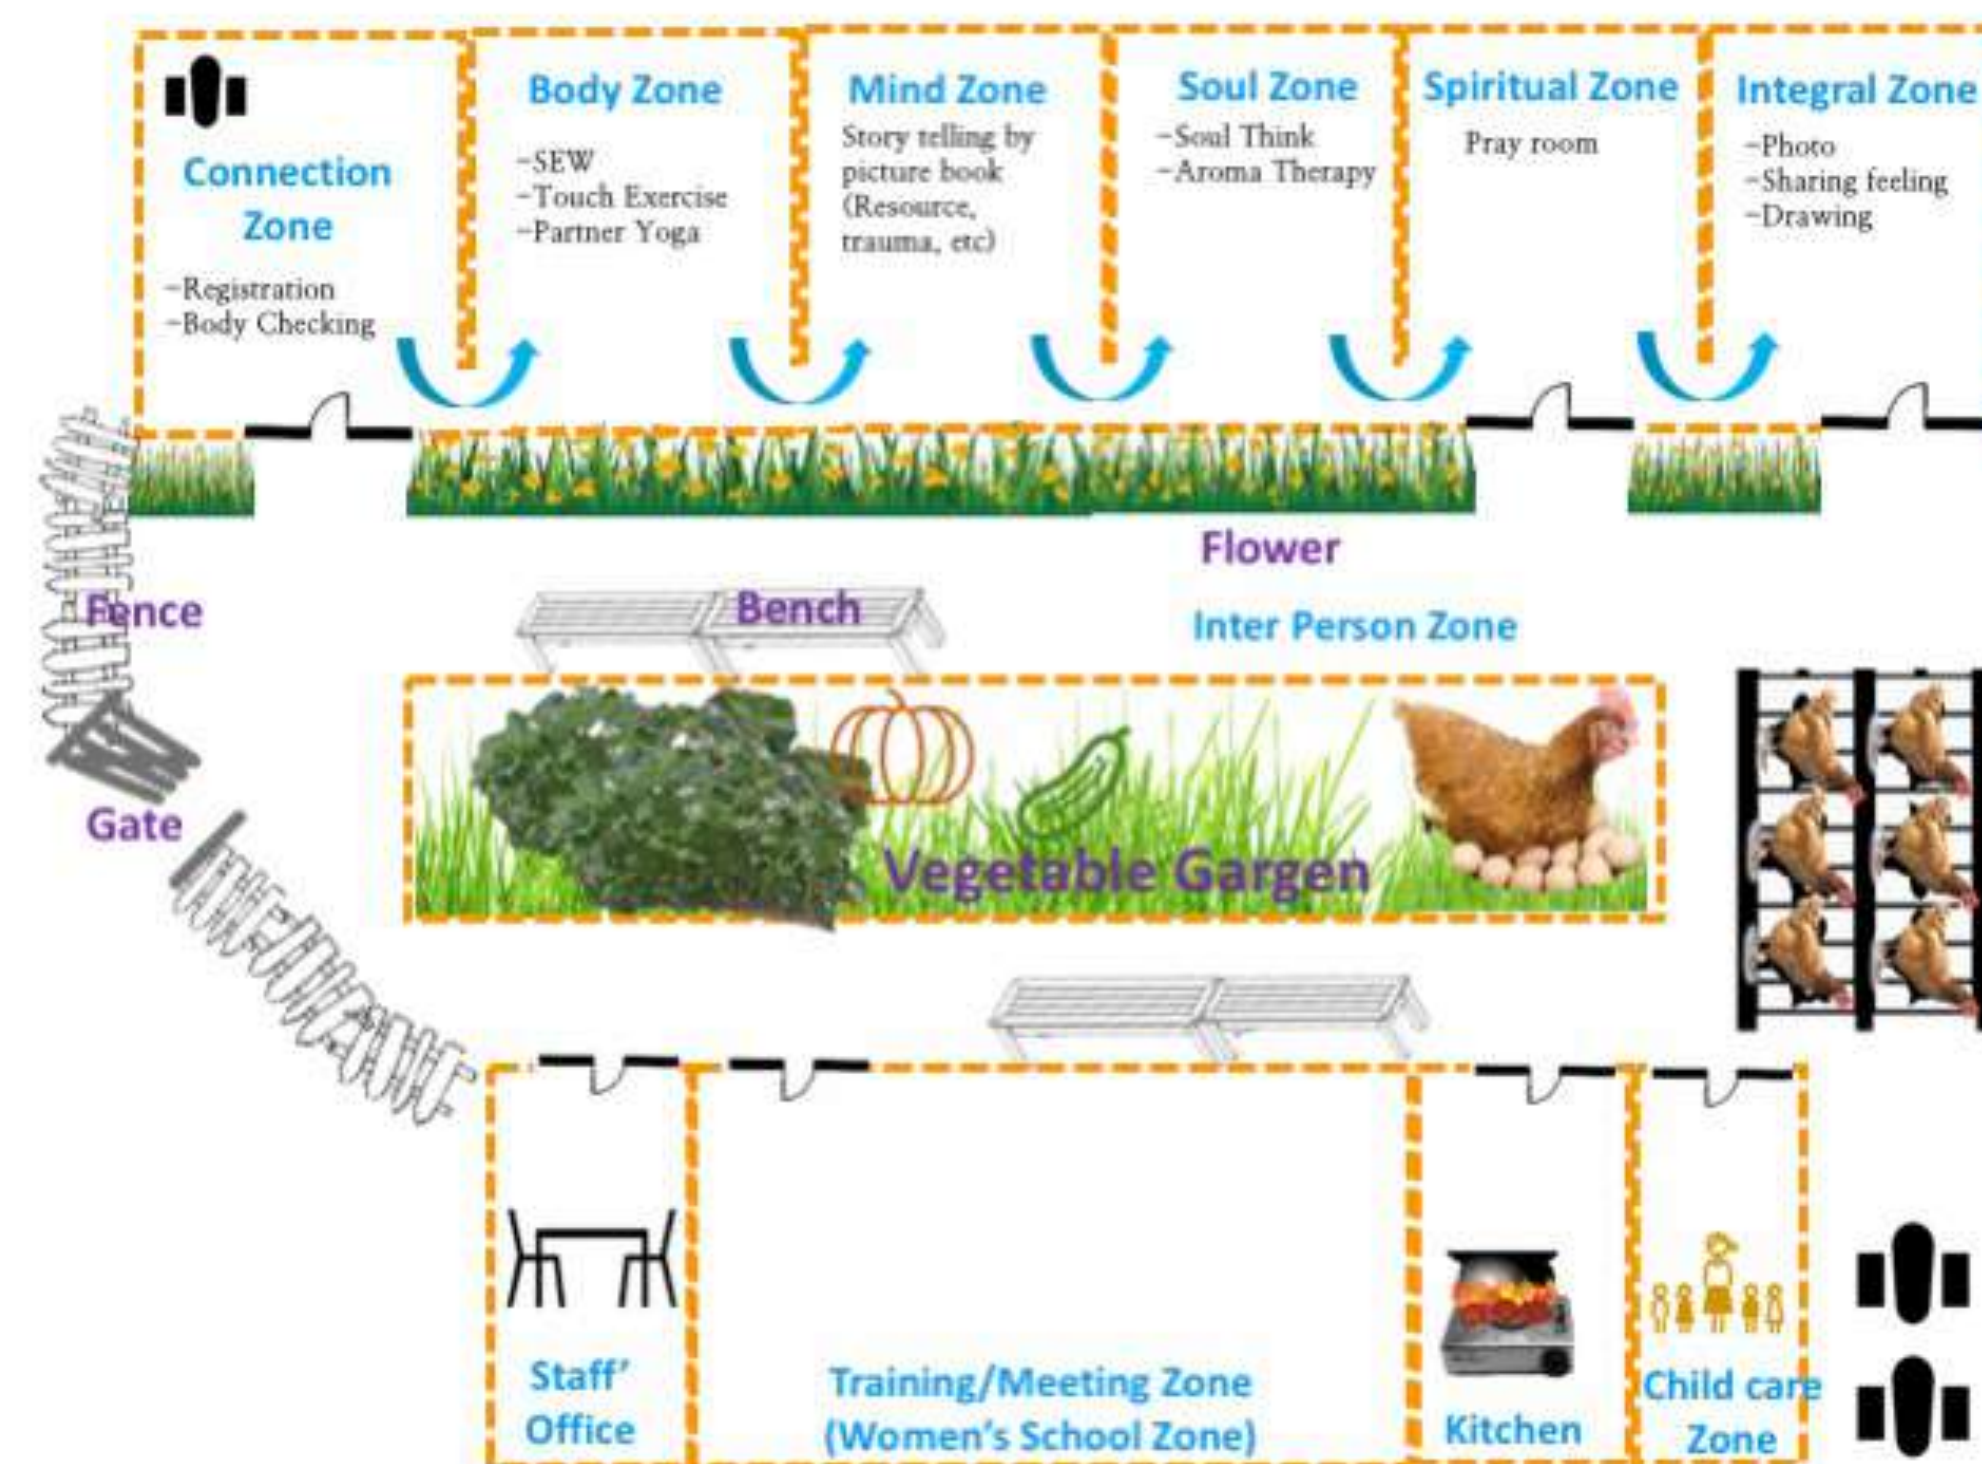 Connection
Zone
-Registration
-Body Checking
Body Zone
-SEW
-Touch Exercise
-Partner Yoga
Mind Zone
Story telling by
picture book
(Resource,
trauma, etc)
Soul Zone
-Soul Think
-Aroma Therapy
Spiritual Zone
Pray room
Integral Zone
-Photo
-Sharing feeling
-Drawing
Flower
Fence
Bench
Inter Person Zone
Gate
Vegetable Gargen
Staff'
Office
Training/Meeting Zone
(Women's School Zone)
Kitchen
Child care
Zone